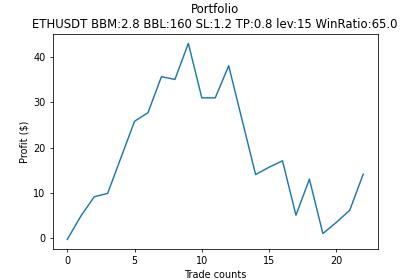 Portfolio
ETHUSDT BBM:2.8 BBL:160 SL:1.2 TP:0.8 lev:15 WinRatio:65.0
Profit ($)
40
30
20
10
0
0 5 10 15 20
Trade counts